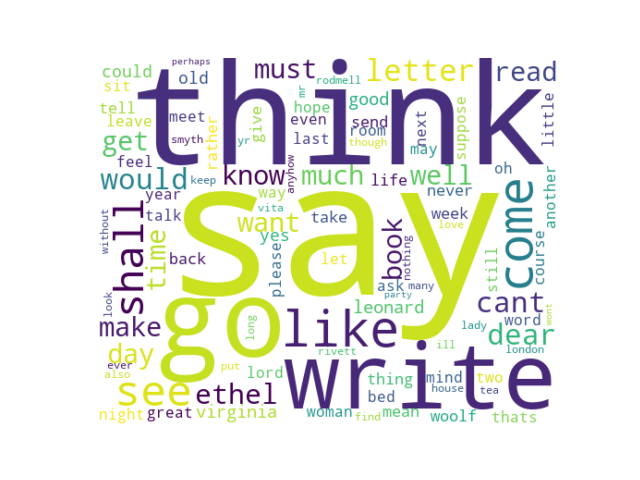 perhaps
could think letter read
old must
sit rodmell
tell mr hope good
leave meet give even send next little
get smyth rather yr last room though suppose
feel may
would keep know anyhow much life well oh another
year way never
without talk say want take week come
shall time yes book love course
back please let nothing ask many still
look go long party leonard cant
make like lady word dear wont
day rivett ill london
ever put lord thing mind two
also see ethel write house tea
night great virginia woman bed find mean woolf thats
vita